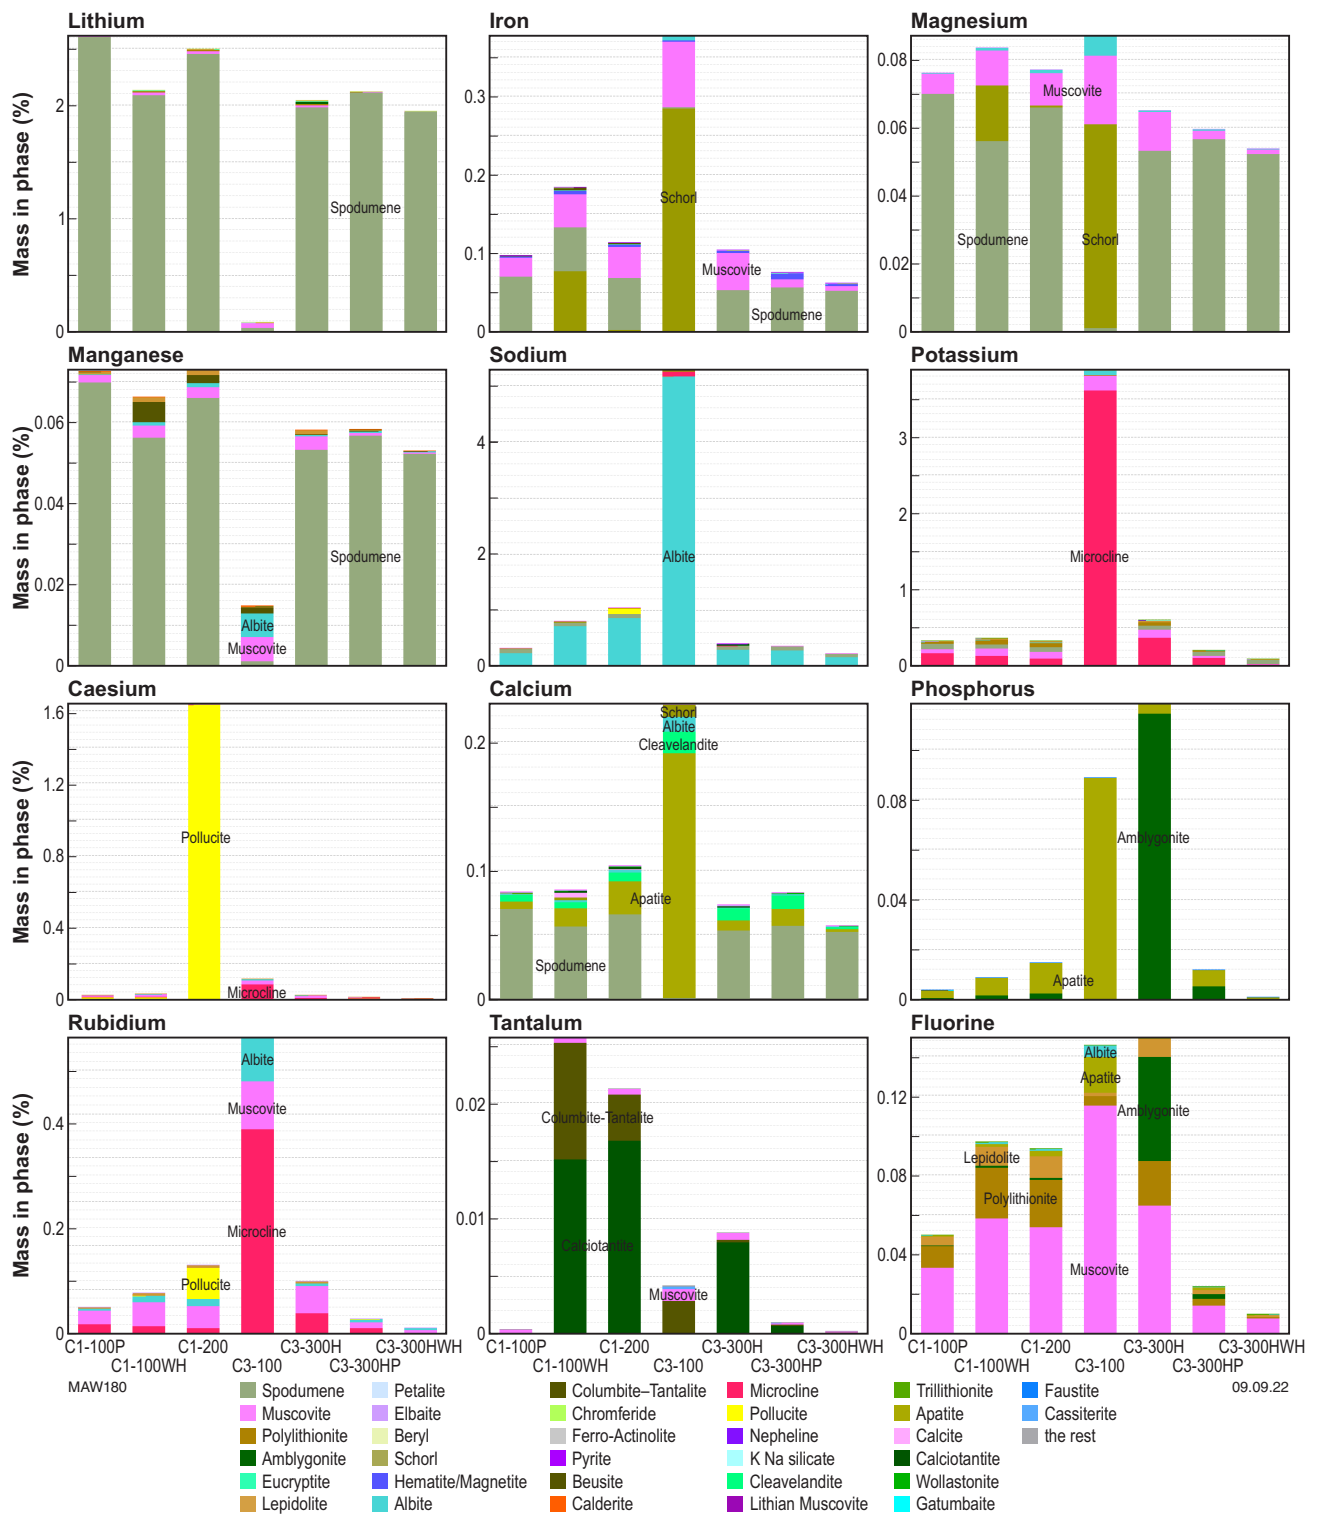 Lithium
Iron
Magnesium
Mass in phase (%)
2
1
0
Spodumene
0.3
0.2
0.1
0
Schorl
Muscovite
Spodumene
0.08
0.06
0.04
0.02
0
Muscovite
Spodumene
Schorl
Manganese
Sodium
Potassium
Mass in phase (%)
0.06
0.04
0.02
0
Spodumene
Albite
Muscovite
4
2
0
Albite
3
2
1
0
Microcline
Caesium
Calcium
Phosphorus
Mass in phase (%)
1.6
1.2
0.8
0.4
0
Pollucite
Microcline
0.2
0.1
0
Schorl
Albite
Cleavelandite
Apatite
Spodumene
0.08
0.04
0
Amblygonite
Apatite
Rubidium
Tantalum
Fluorine
Mass in phase (%)
0.4
0.2
0
Albite
Muscovite
Microcline
Pollucite
0.02
0.01
0
Columbite-Tantalite
Calciotantite
Muscovite
0.12
0.08
0.04
0
Albite
Apatite
Amblygonite
Lepidolite
Polylithionite
Muscovite
C1-100P C1-200 C3-300H C3-300HWH
C1-100WH C3-100 C3-300HP
C1-100P C1-200 C3-300H C3-300HWH
C1-100WH C3-100 C3-300HP
C1-100P C1-200 C3-300H C3-300HWH
C1-100WH C3-100 C3-300HP
MAW180
09.09.22
Spodumene
Muscovite
Polylithionite
Amblygonite
Eucryptite
Lepidolite
Petalite
Elbaite
Beryl
Schorl
Hematite/Magnetite
Albite
Columbite–Tantalite
Chromferide
Ferro-Actinolite
Pyrite
Beusite
Calderite
Microcline
Pollucite
Nepheline
K Na silicate
Cleavelandite
Lithian Muscovite
Trillithionite
Apatite
Calcite
Calciotantite
Wollastonite
Gatumbaite
Faustite
Cassiterite
the rest